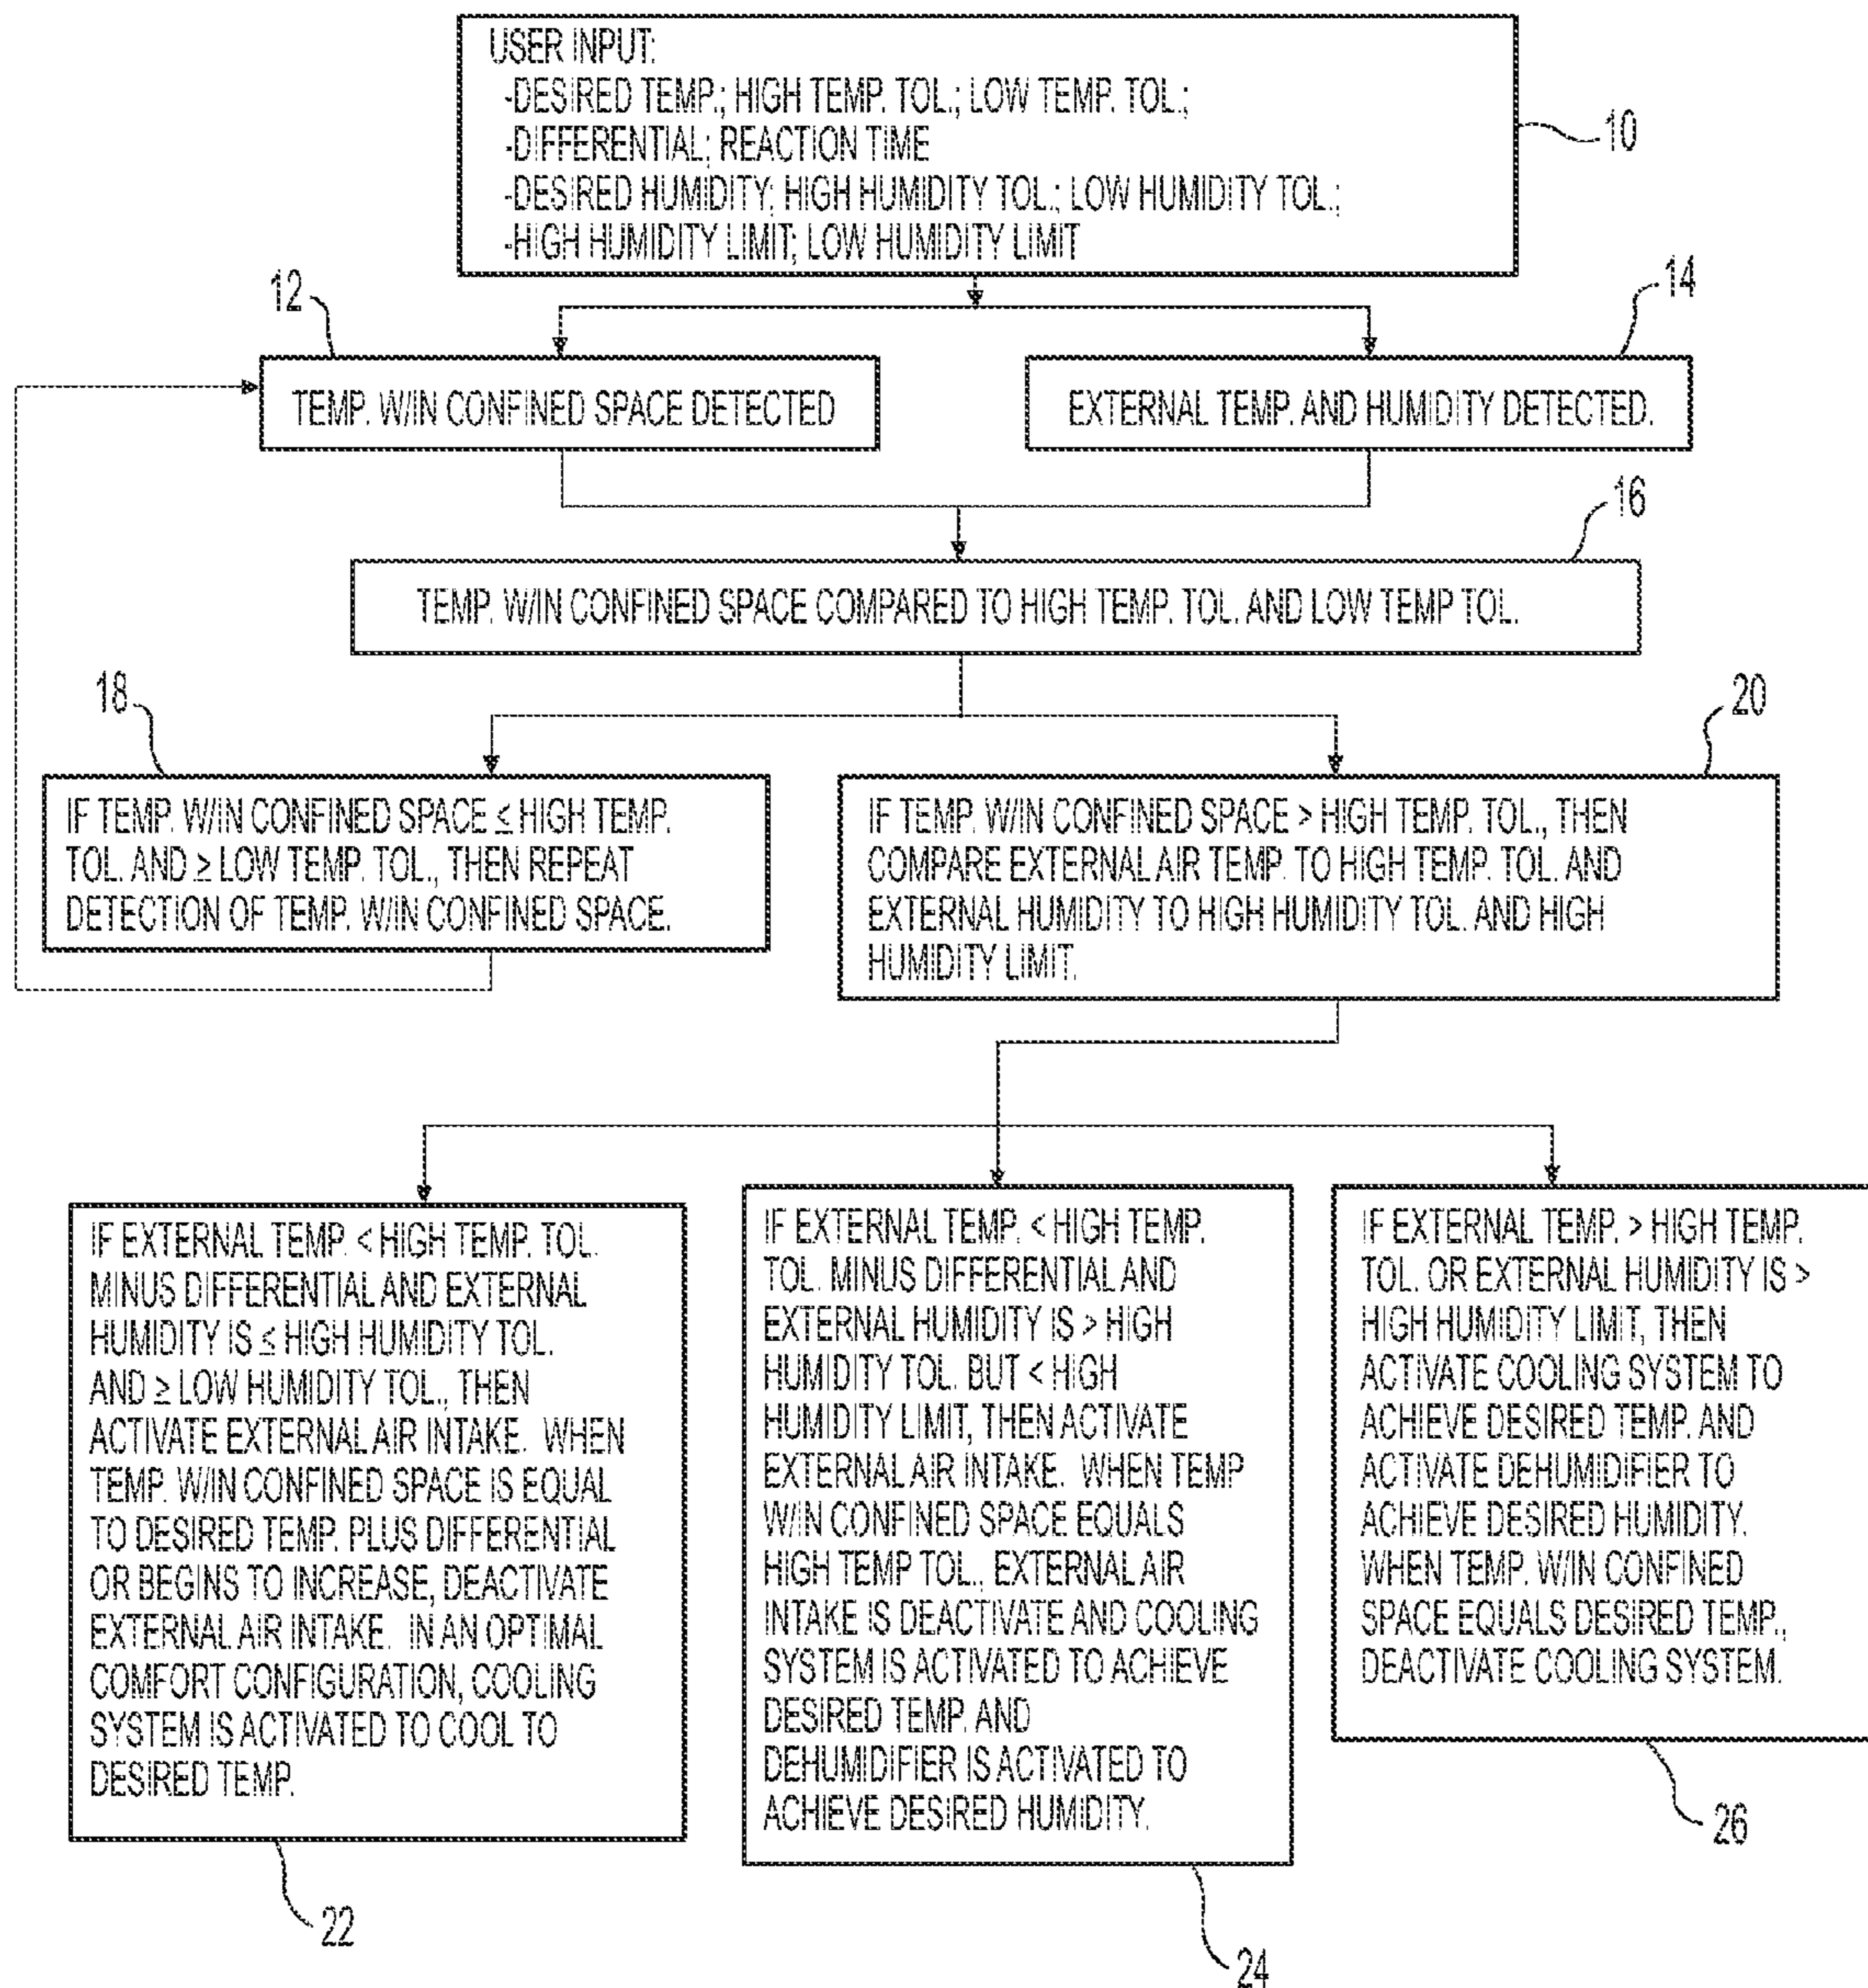 USER INPUT:
-DESIRED TEMP.; HIGH TEMP. TOL.; LOW TEMP. TOL.;
-DIFFERENTIAL; REACTION TIME
-DESIRED HUMIDITY; HIGH HUMIDITY TOL.; LOW HUMIDITY TOL.;
-HIGH HUMIDITY LIMIT; LOW HUMIDITY LIMIT
10
12
14
TEMP. W/IN CONFINED SPACE DETECTED
EXTERNAL TEMP. AND HUMIDITY DETECTED.
16
TEMP. W/IN CONFINED SPACE COMPARED TO HIGH TEMP. TOL. AND LOW TEMP TOL.
18
20
IF TEMP. W/IN CONFINED SPACE ≤ HIGH TEMP.
TOL. AND ≥ LOW TEMP. TOL., THEN REPEAT
DETECTION OF TEMP. W/IN CONFINED SPACE.
IF TEMP. W/IN CONFINED SPACE > HIGH TEMP. TOL., THEN
COMPARE EXTERNAL AIR TEMP. TO HIGH TEMP. TOL. AND
EXTERNAL HUMIDITY TO HIGH HUMIDITY TOL. AND HIGH
HUMIDITY LIMIT.
IF EXTERNAL TEMP. < HIGH TEMP. TOL.
MINUS DIFFERENTIAL AND EXTERNAL
HUMIDITY IS ≤ HIGH HUMIDITY TOL.
AND ≥ LOW HUMIDITY TOL., THEN
ACTIVATE EXTERNAL AIR INTAKE. WHEN
TEMP. W/IN CONFINED SPACE IS EQUAL
TO DESIRED TEMP. PLUS DIFFERENTIAL
OR BEGINS TO INCREASE, DEACTIVATE
EXTERNAL AIR INTAKE. IN AN OPTIMAL
COMFORT CONFIGURATION, COOLING
SYSTEM IS ACTIVATED TO COOL TO
DESIRED TEMP.
22
IF EXTERNAL TEMP. < HIGH TEMP.
TOL. MINUS DIFFERENTIAL AND
EXTERNAL HUMIDITY IS > HIGH
HUMIDITY TOL. BUT < HIGH
HUMIDITY LIMIT, THEN ACTIVATE
EXTERNAL AIR INTAKE. WHEN TEMP
W/IN CONFINED SPACE EQUALS
HIGH TEMP TOL., EXTERNAL AIR
INTAKE IS DEACTIVATE AND COOLING
SYSTEM IS ACTIVATED TO ACHIEVE
DESIRED TEMP. AND
DEHUMIDIFIER IS ACTIVATED TO
ACHIEVE DESIRED HUMIDITY.
24
IF EXTERNAL TEMP. > HIGH TEMP.
TOL. OR EXTERNAL HUMIDITY IS >
HIGH HUMIDITY LIMIT, THEN
ACTIVATE COOLING SYSTEM TO
ACHIEVE DESIRED TEMP. AND
ACTIVATE DEHUMIDIFIER TO
ACHIEVE DESIRED HUMIDITY.
WHEN TEMP. W/IN CONFINED
SPACE EQUALS DESIRED TEMP.,
DEACTIVATE COOLING SYSTEM.
26